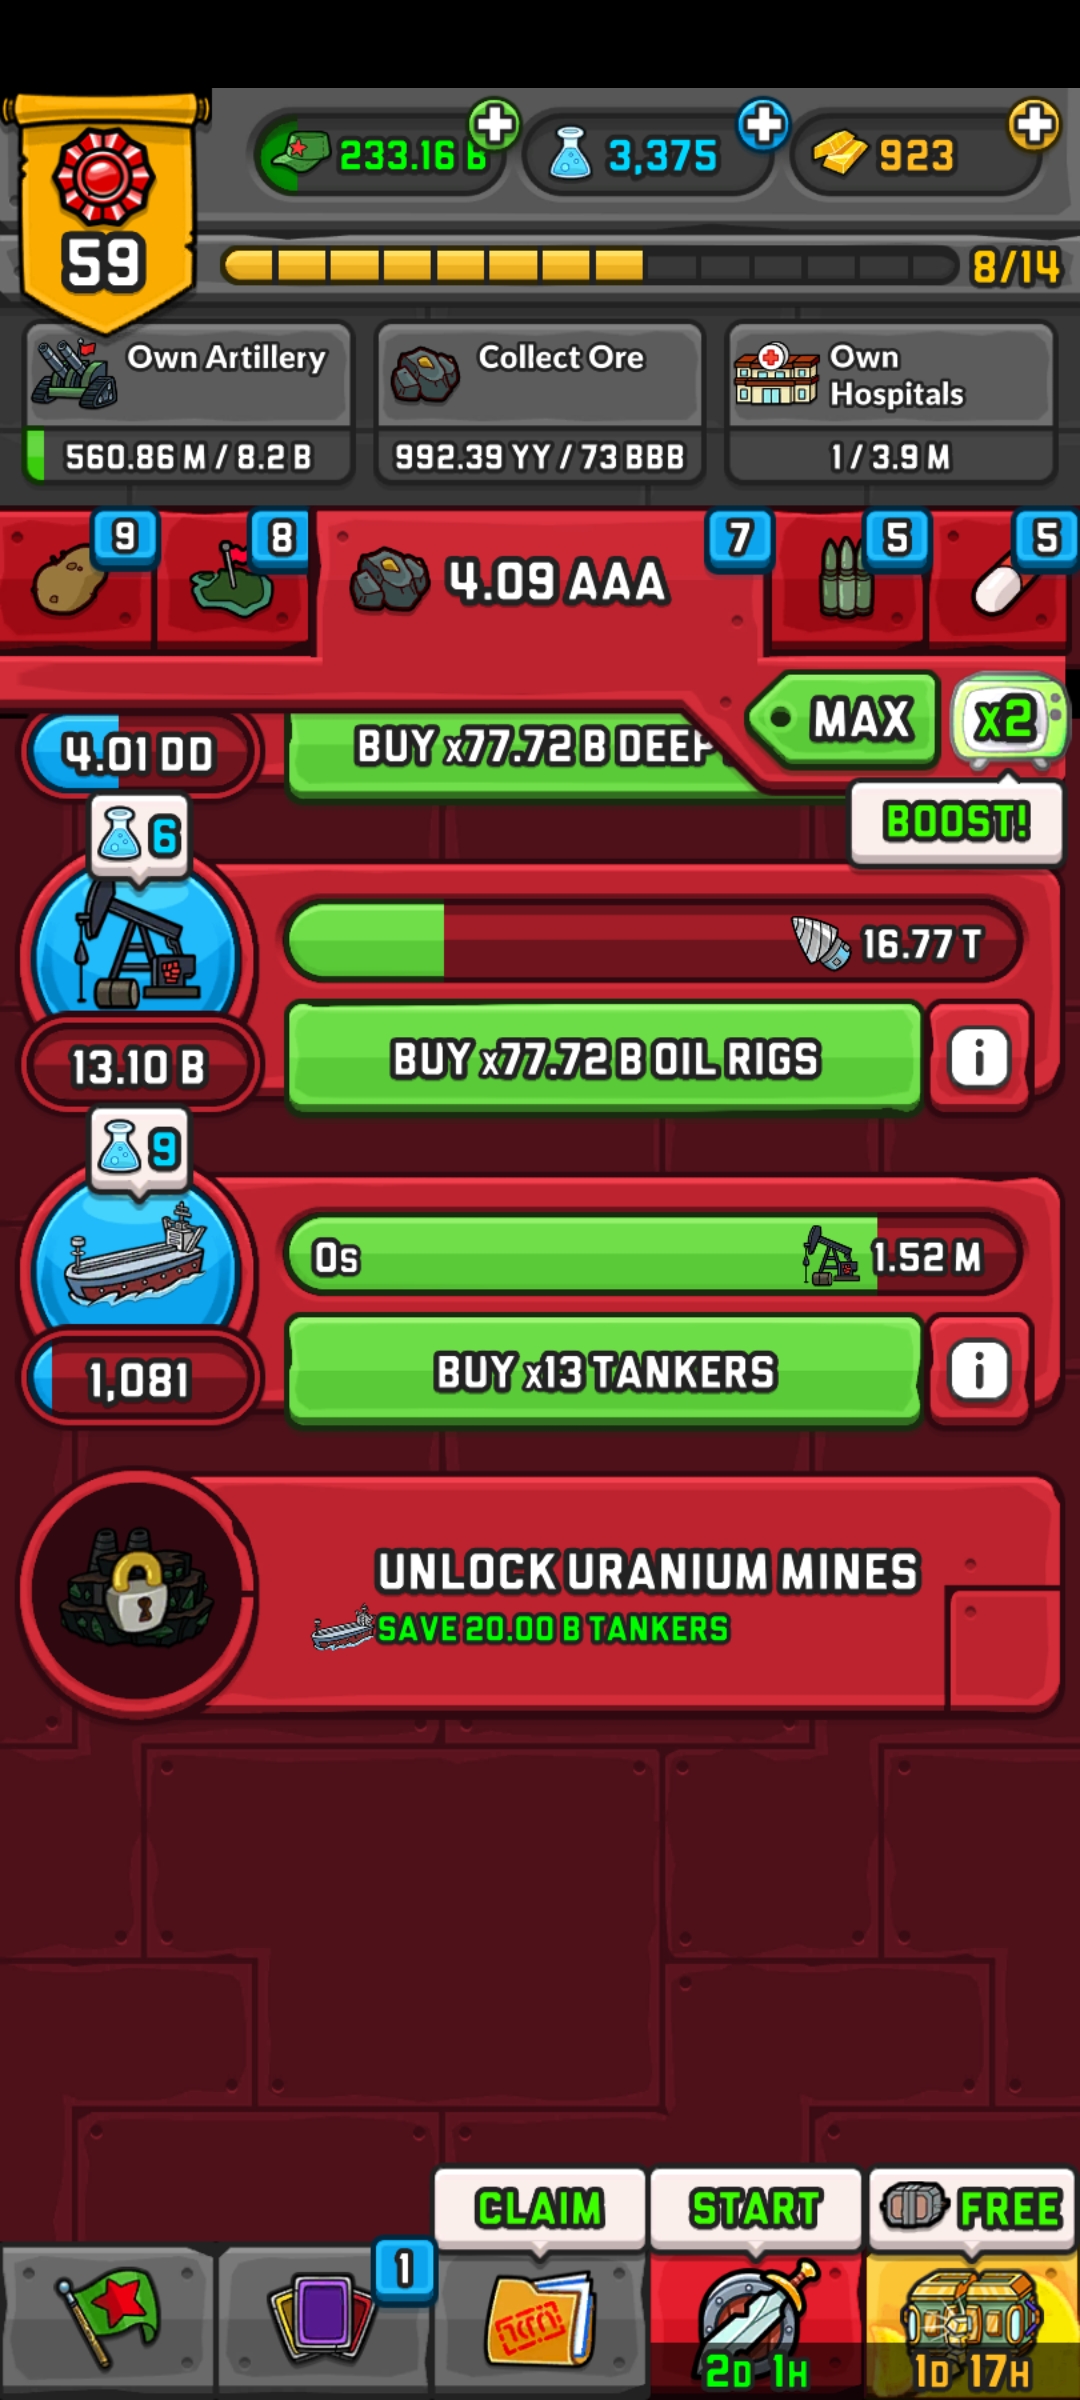 233.16 B
3,375
923
59
8/14
Own Artillery
560.86 M / 8.2 B
Collect Ore
992.39 YY / 73 BBB
Own
Hospitals
1 / 3.9 M
9
8
4.09 AAA
7
5
5
MAX
x2
BOOST!
4.01 DD
BUY x77.72 B DEEP
6
16.77 T
13.10 B
BUY x77.72 B OIL RIGS
i
9
0s
1.52 M
1,081
BUY x13 TANKERS
i
UNLOCK URANIUM MINES
SAVE 20.00 B TANKERS
CLAIM
START
FREE
1
2D 1H
1D 17H